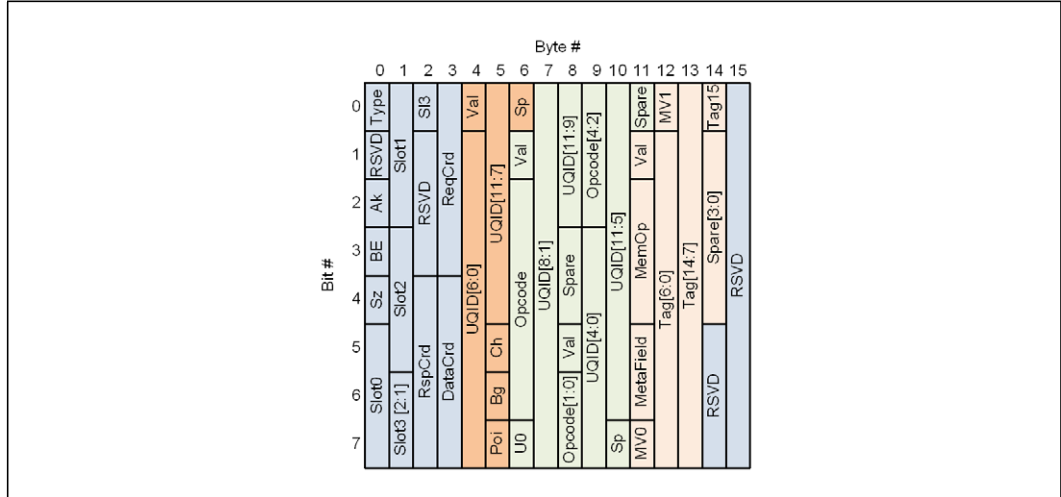 Byte #
0 1 2 3 4 5 6 7 8 9 10 11 12 13 14 15
Bit #
0
1
2
3
4
5
6
7
Type
RSVD
Ak
BE
Sz
Slot0
Slot1
Slot2
Slot3 [2:1]
Sl3
RSVD
RspCrd
ReqCrd
DataCrd
Val
UQID[6:0]
UQID[11:7]
Ch
Bg
Poi
Sp
Val
Opcode
U0
UQID[8:1]
UQID[11:9]
Spare
Val
Opcode[1:0]
Opcode[4:2]
UQID[4:0]
UQID[11:5]
Sp
Spare
Val
MemOp
MetaField
MV0
MV1
Tag[6:0]
Tag[14:7]
Tag15
Spare[3:0]
RSVD
RSVD